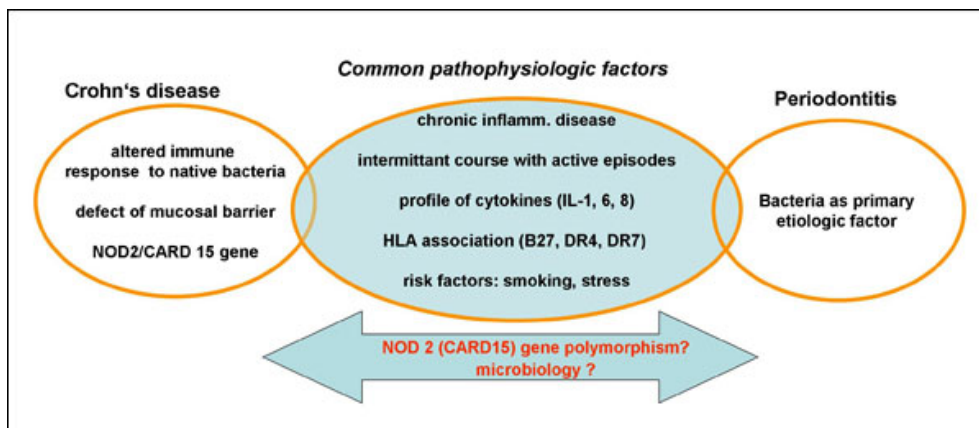 Common pathophysiologic factors
Crohn's disease
altered immune
response to native bacteria
defect of mucosal barrier
NOD2/CARD 15 gene
chronic inflamm. disease
intermittant course with active episodes
profile of cytokines (IL-1, 6, 8)
HLA association (B27, DR4, DR7)
risk factors: smoking, stress
Periodontitis
Bacteria as primary
etiologic factor
NOD 2 (CARD15) gene polymorphism?
microbiology ?